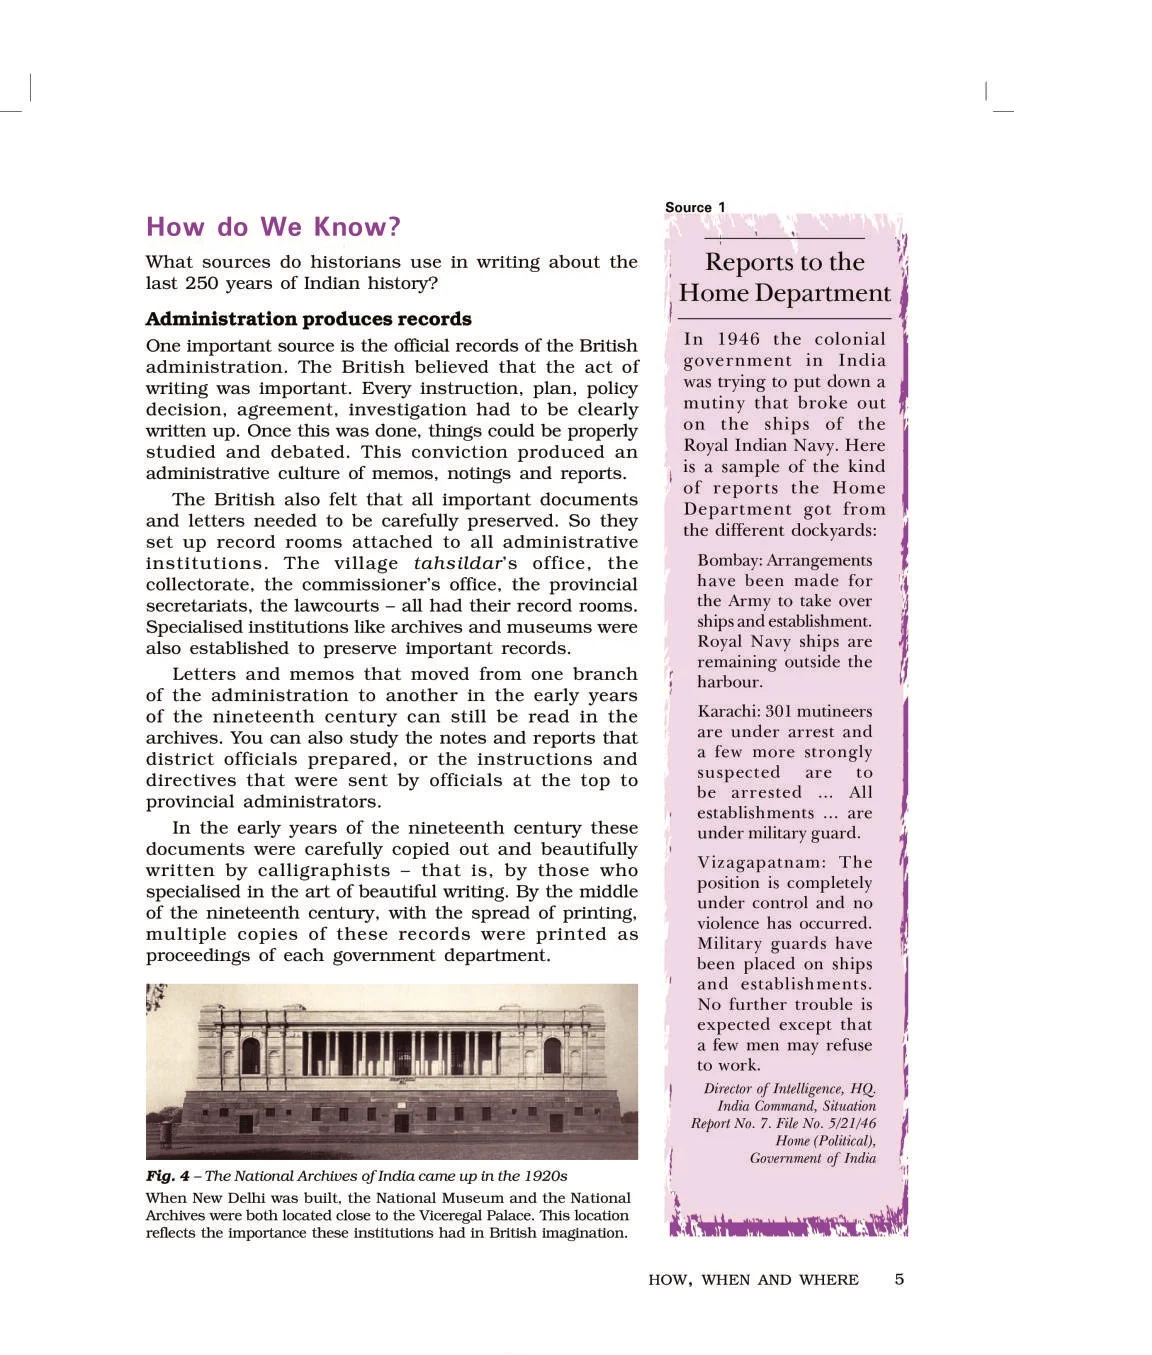 How do We Know?
What sources do historians use in writing about the
last 250 years of Indian history?
Administration produces records
One important source is the official records of the British
administration. The British believed that the act of
writing was important. Every instruction, plan, policy
decision, agreement, investigation had to be clearly
written up. Once this was done, things could be properly
studied and debated. This conviction produced an
administrative culture of memos, notings and reports.
The British also felt that all important documents
and letters needed to be carefully preserved. So they
set up record rooms attached to all administrative
institutions. The village tahsildar’s office, the
collectorate, the commissioner’s office, the provincial
secretariats, the lawcourts – all had their record rooms.
Specialised institutions like archives and museums were
also established to preserve important records.
Letters and memos that moved from one branch
of the administration to another in the early years
of the nineteenth century can still be read in the
archives. You can also study the notes and reports that
district officials prepared, or the instructions and
directives that were sent by officials at the top to
provincial administrators.
In the early years of the nineteenth century these
documents were carefully copied out and beautifully
written by calligraphists – that is, by those who
specialised in the art of beautiful writing. By the middle
of the nineteenth century, with the spread of printing,
multiple copies of these records were printed as
proceedings of each government department.
Fig. 4 – The National Archives of India came up in the 1920s
When New Delhi was built, the National Museum and the National
Archives were both located close to the Viceregal Palace. This location
reflects the importance these institutions had in British imagination.
Source 1
Reports to the
Home Department
In 1946 the colonial
government in India
was trying to put down a
mutiny that broke out
on the ships of the
Royal Indian Navy. Here
is a sample of the kind
of reports the Home
Department got from
the different dockyards:
Bombay: Arrangements
have been made for
the Army to take over
ships and establishment.
Royal Navy ships are
remaining outside the
harbour.
Karachi: 301 mutineers
are under arrest and
a few more strongly
suspected are to
be arrested ... All
establishments ... are
under military guard.
Vizagapatnam: The
position is completely
under control and no
violence has occurred.
Military guards have
been placed on ships
and establishments.
No further trouble is
expected except that
a few men may refuse
to work.
Director of Intelligence, HQ.
India Command, Situation
Report No. 7. File No. 5/21/46
Home (Political),
Government of India
HOW, WHEN AND WHERE 5